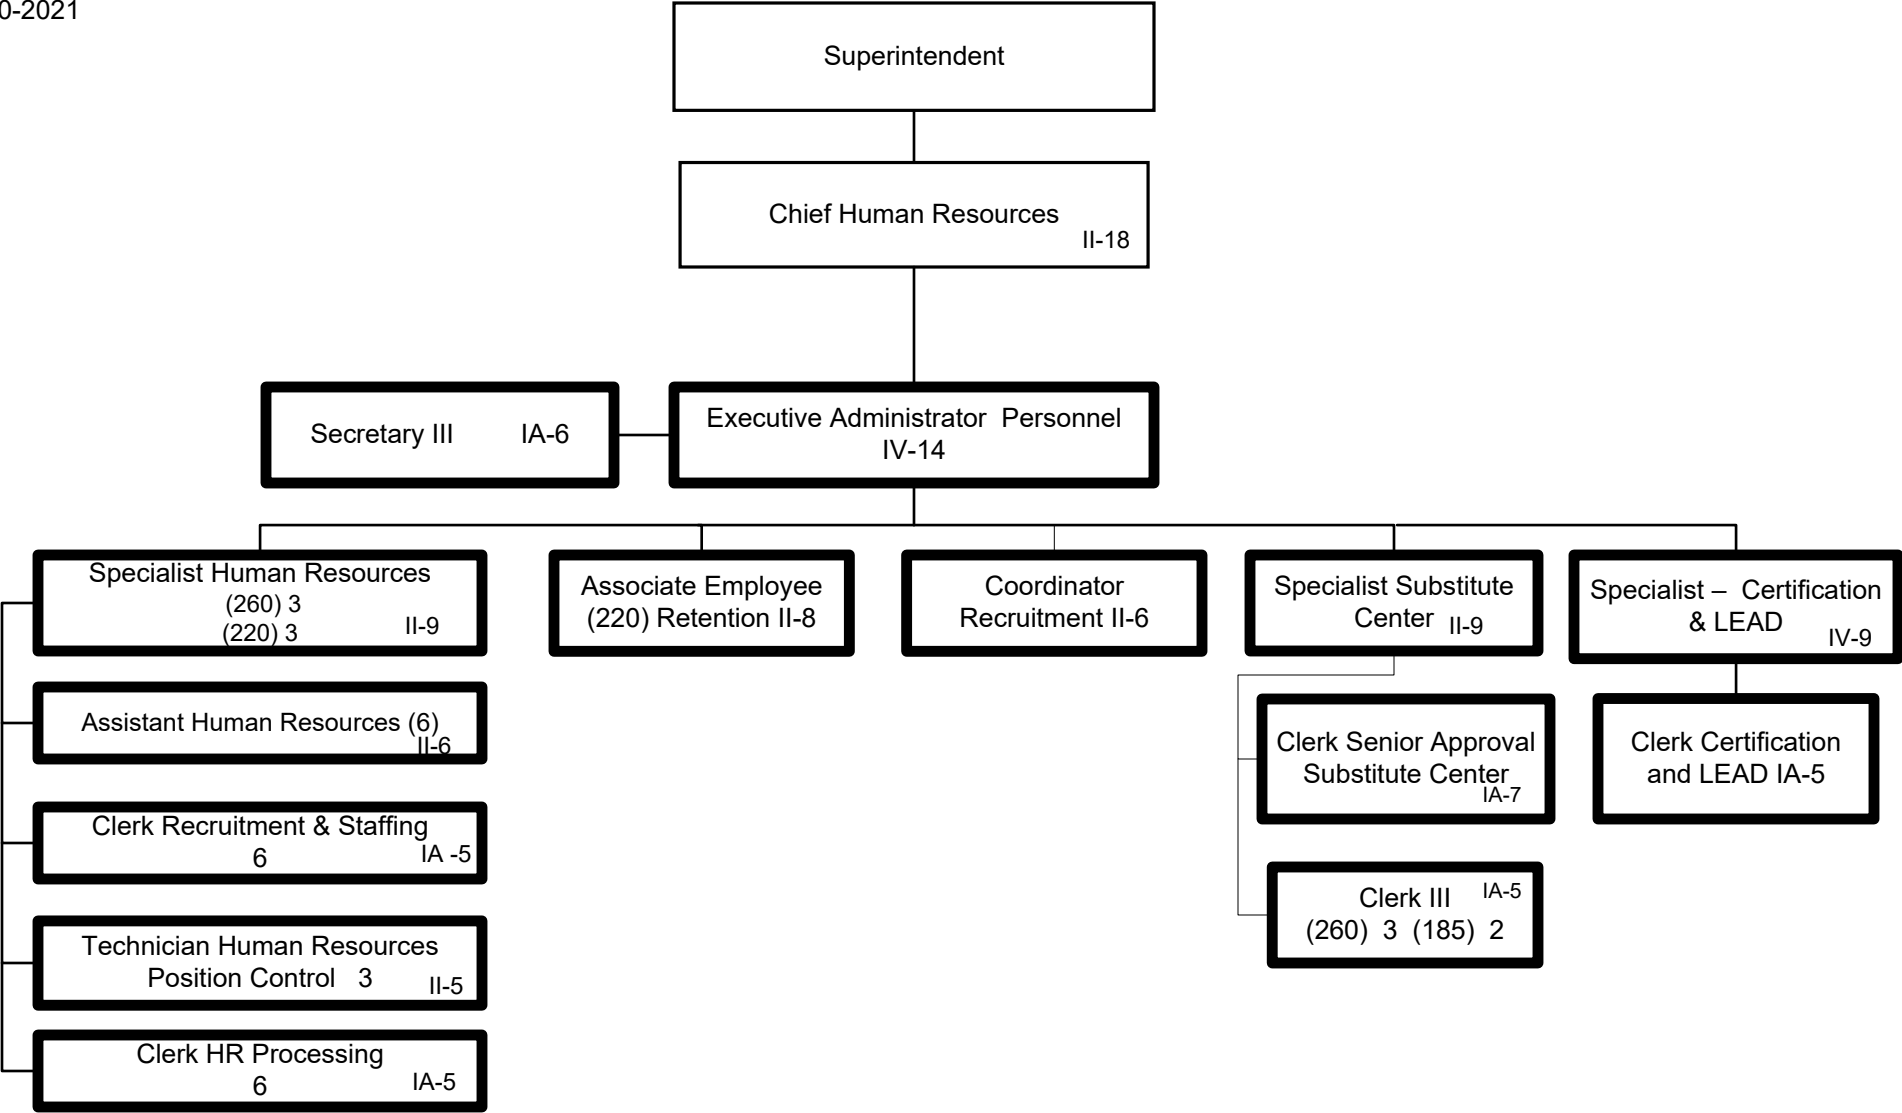 0-2021
Superintendent
Chief Human Resources
II-18
Secretary III IA-6
Executive Administrator Personnel
IV-14
Specialist Human Resources
(260) 3
(220) 3
II-9
Associate Employee
(220) Retention II-8
Coordinator
Recruitment II-6
Specialist Substitute
Center II-9
Specialist – Certification
& LEAD
IV-9
Assistant Human Resources (6)
II-6
Clerk Recruitment & Staffing
6 IA -5
Technician Human Resources
Position Control 3
II-5
Clerk HR Processing
6 IA-5
Clerk Senior Approval
Substitute Center
IA-7
Clerk III IA-5
(260) 3 (185) 2
Clerk Certification
and LEAD IA-5